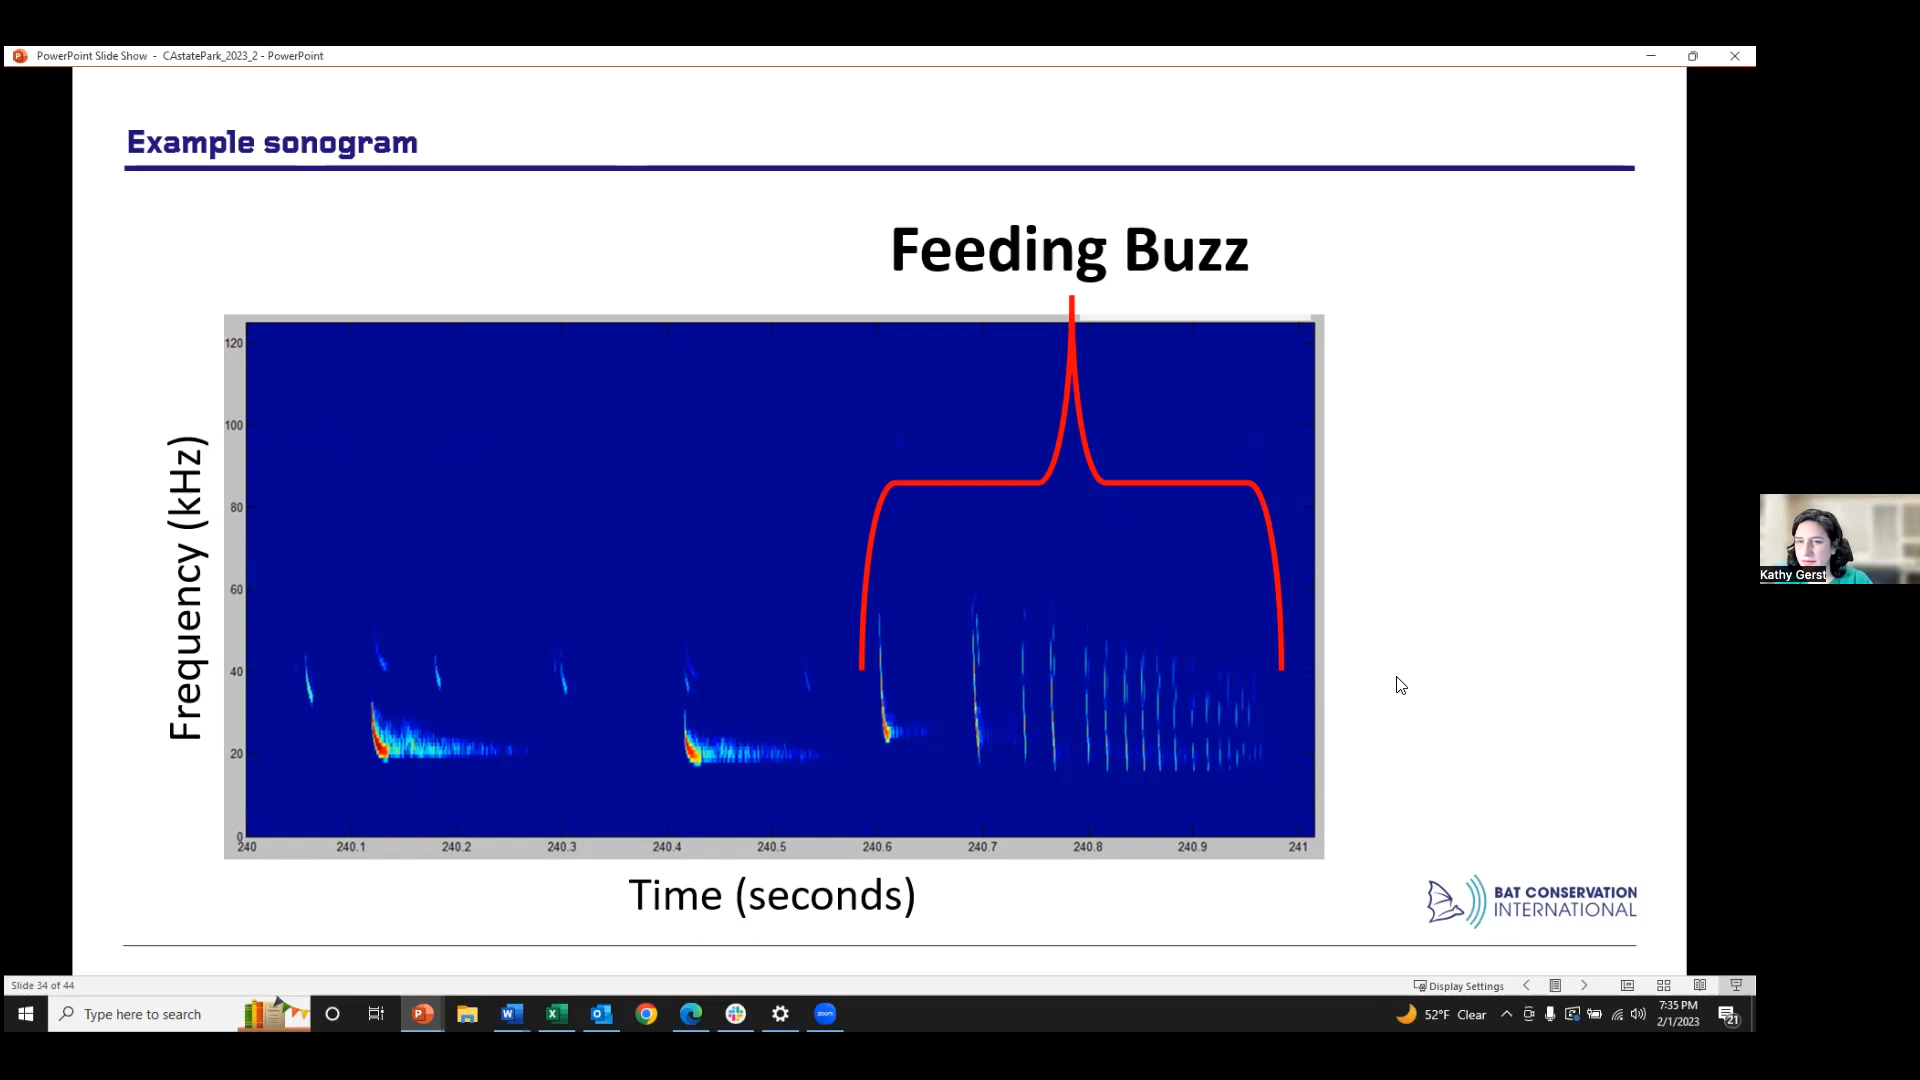 PowerPoint Slide Show - CAstatePark_2023_2 - PowerPoint
Example sonogram
Feeding Buzz
120
100
80
60
40
20
0
Frequency (kHz)
240 240.1 240.2 240.3 240.4 240.5 240.6 240.7 240.8 240.9 241
Time (seconds)
BAT CONSERVATION
INTERNATIONAL
Kathy Gerst
Slide 34 of 44
Display Settings
Type here to search
zoom
52°F Clear
7:35 PM
2/1/2023
21